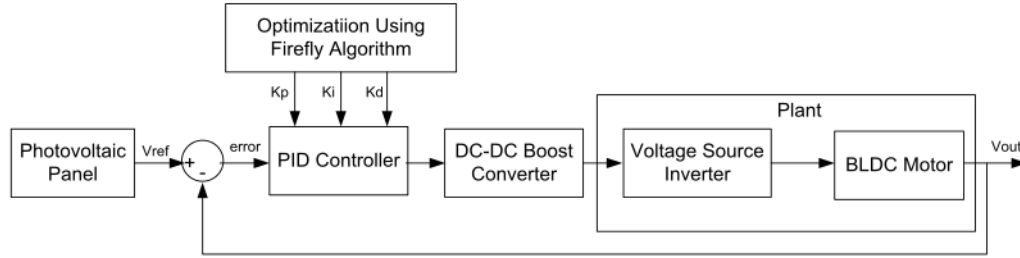 Optimizatiion Using
Firefly Algorithm
Kp Ki Kd
Plant
Photovoltaic
Panel
Vref
+
-
error
PID Controller
DC-DC Boost
Converter
Voltage Source
Inverter
BLDC Motor
Vout